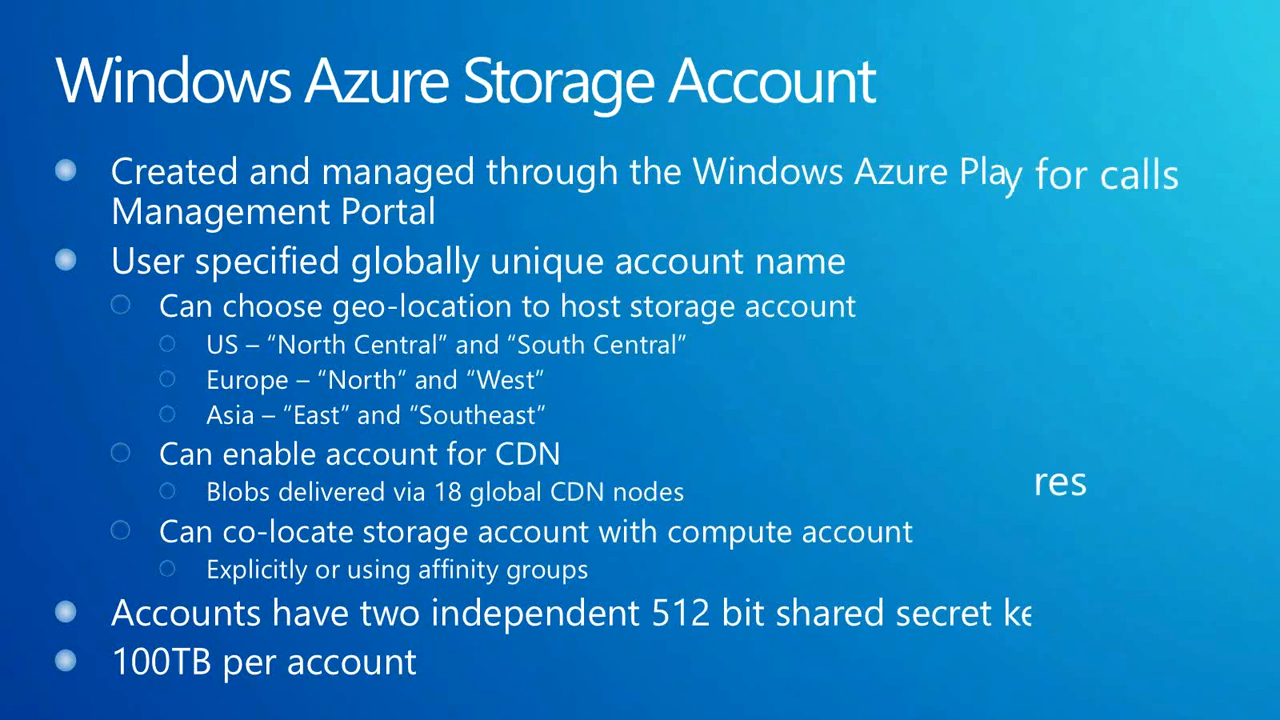 Windows Azure Storage Account
Created and managed through the Windows Azure Play for calls
Management Portal
User specified globally unique account name
Can choose geo-location to host storage account
US – “North Central” and “South Central”
Europe – “North” and “West”
Asia – “East” and “Southeast”
Can enable account for CDN
Blobs delivered via 18 global CDN nodes
res
Can co-locate storage account with compute account
Explicitly or using affinity groups
Accounts have two independent 512 bit shared secret
100TB per account